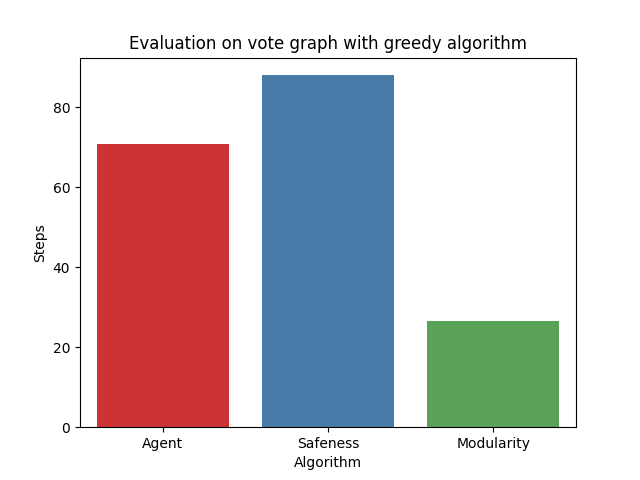 Evaluation on vote graph with greedy algorithm
80
60
40
20
0
Steps
Agent
Safeness
Modularity
Algorithm